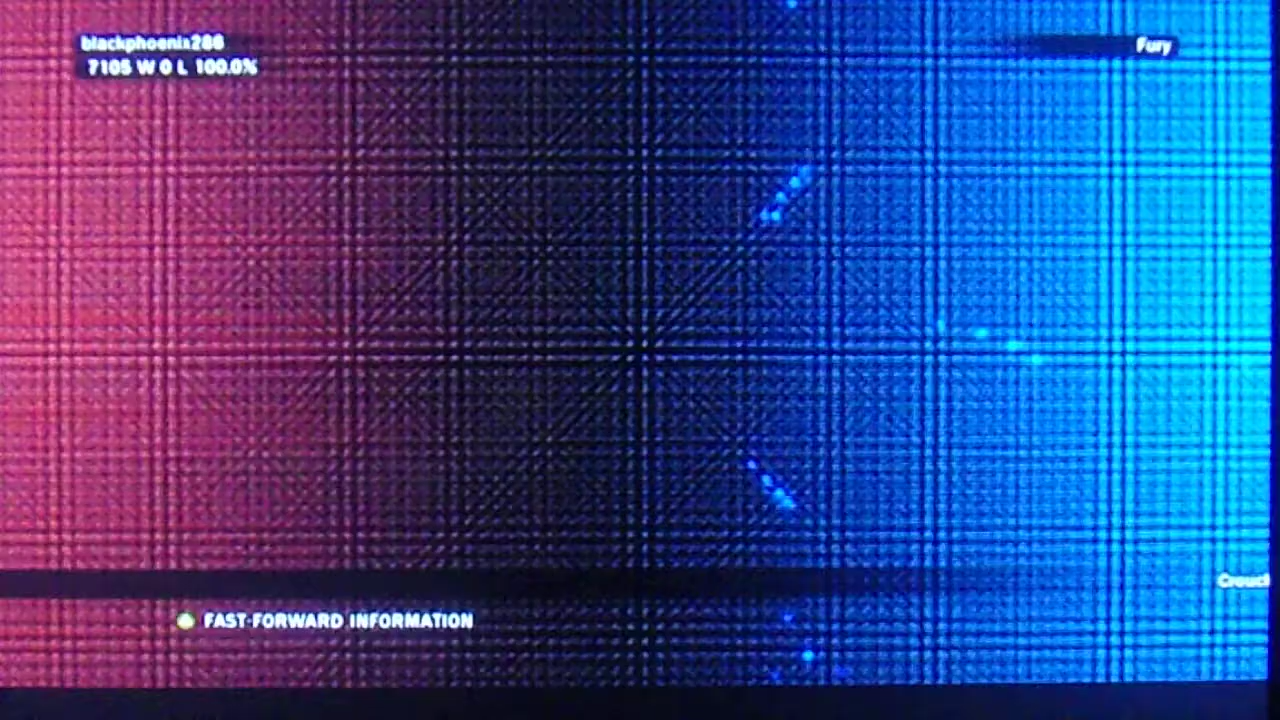 blackphoenix286
7105 W 0 L 100.0%
Fury
FAST-FORWARD INFORMATION